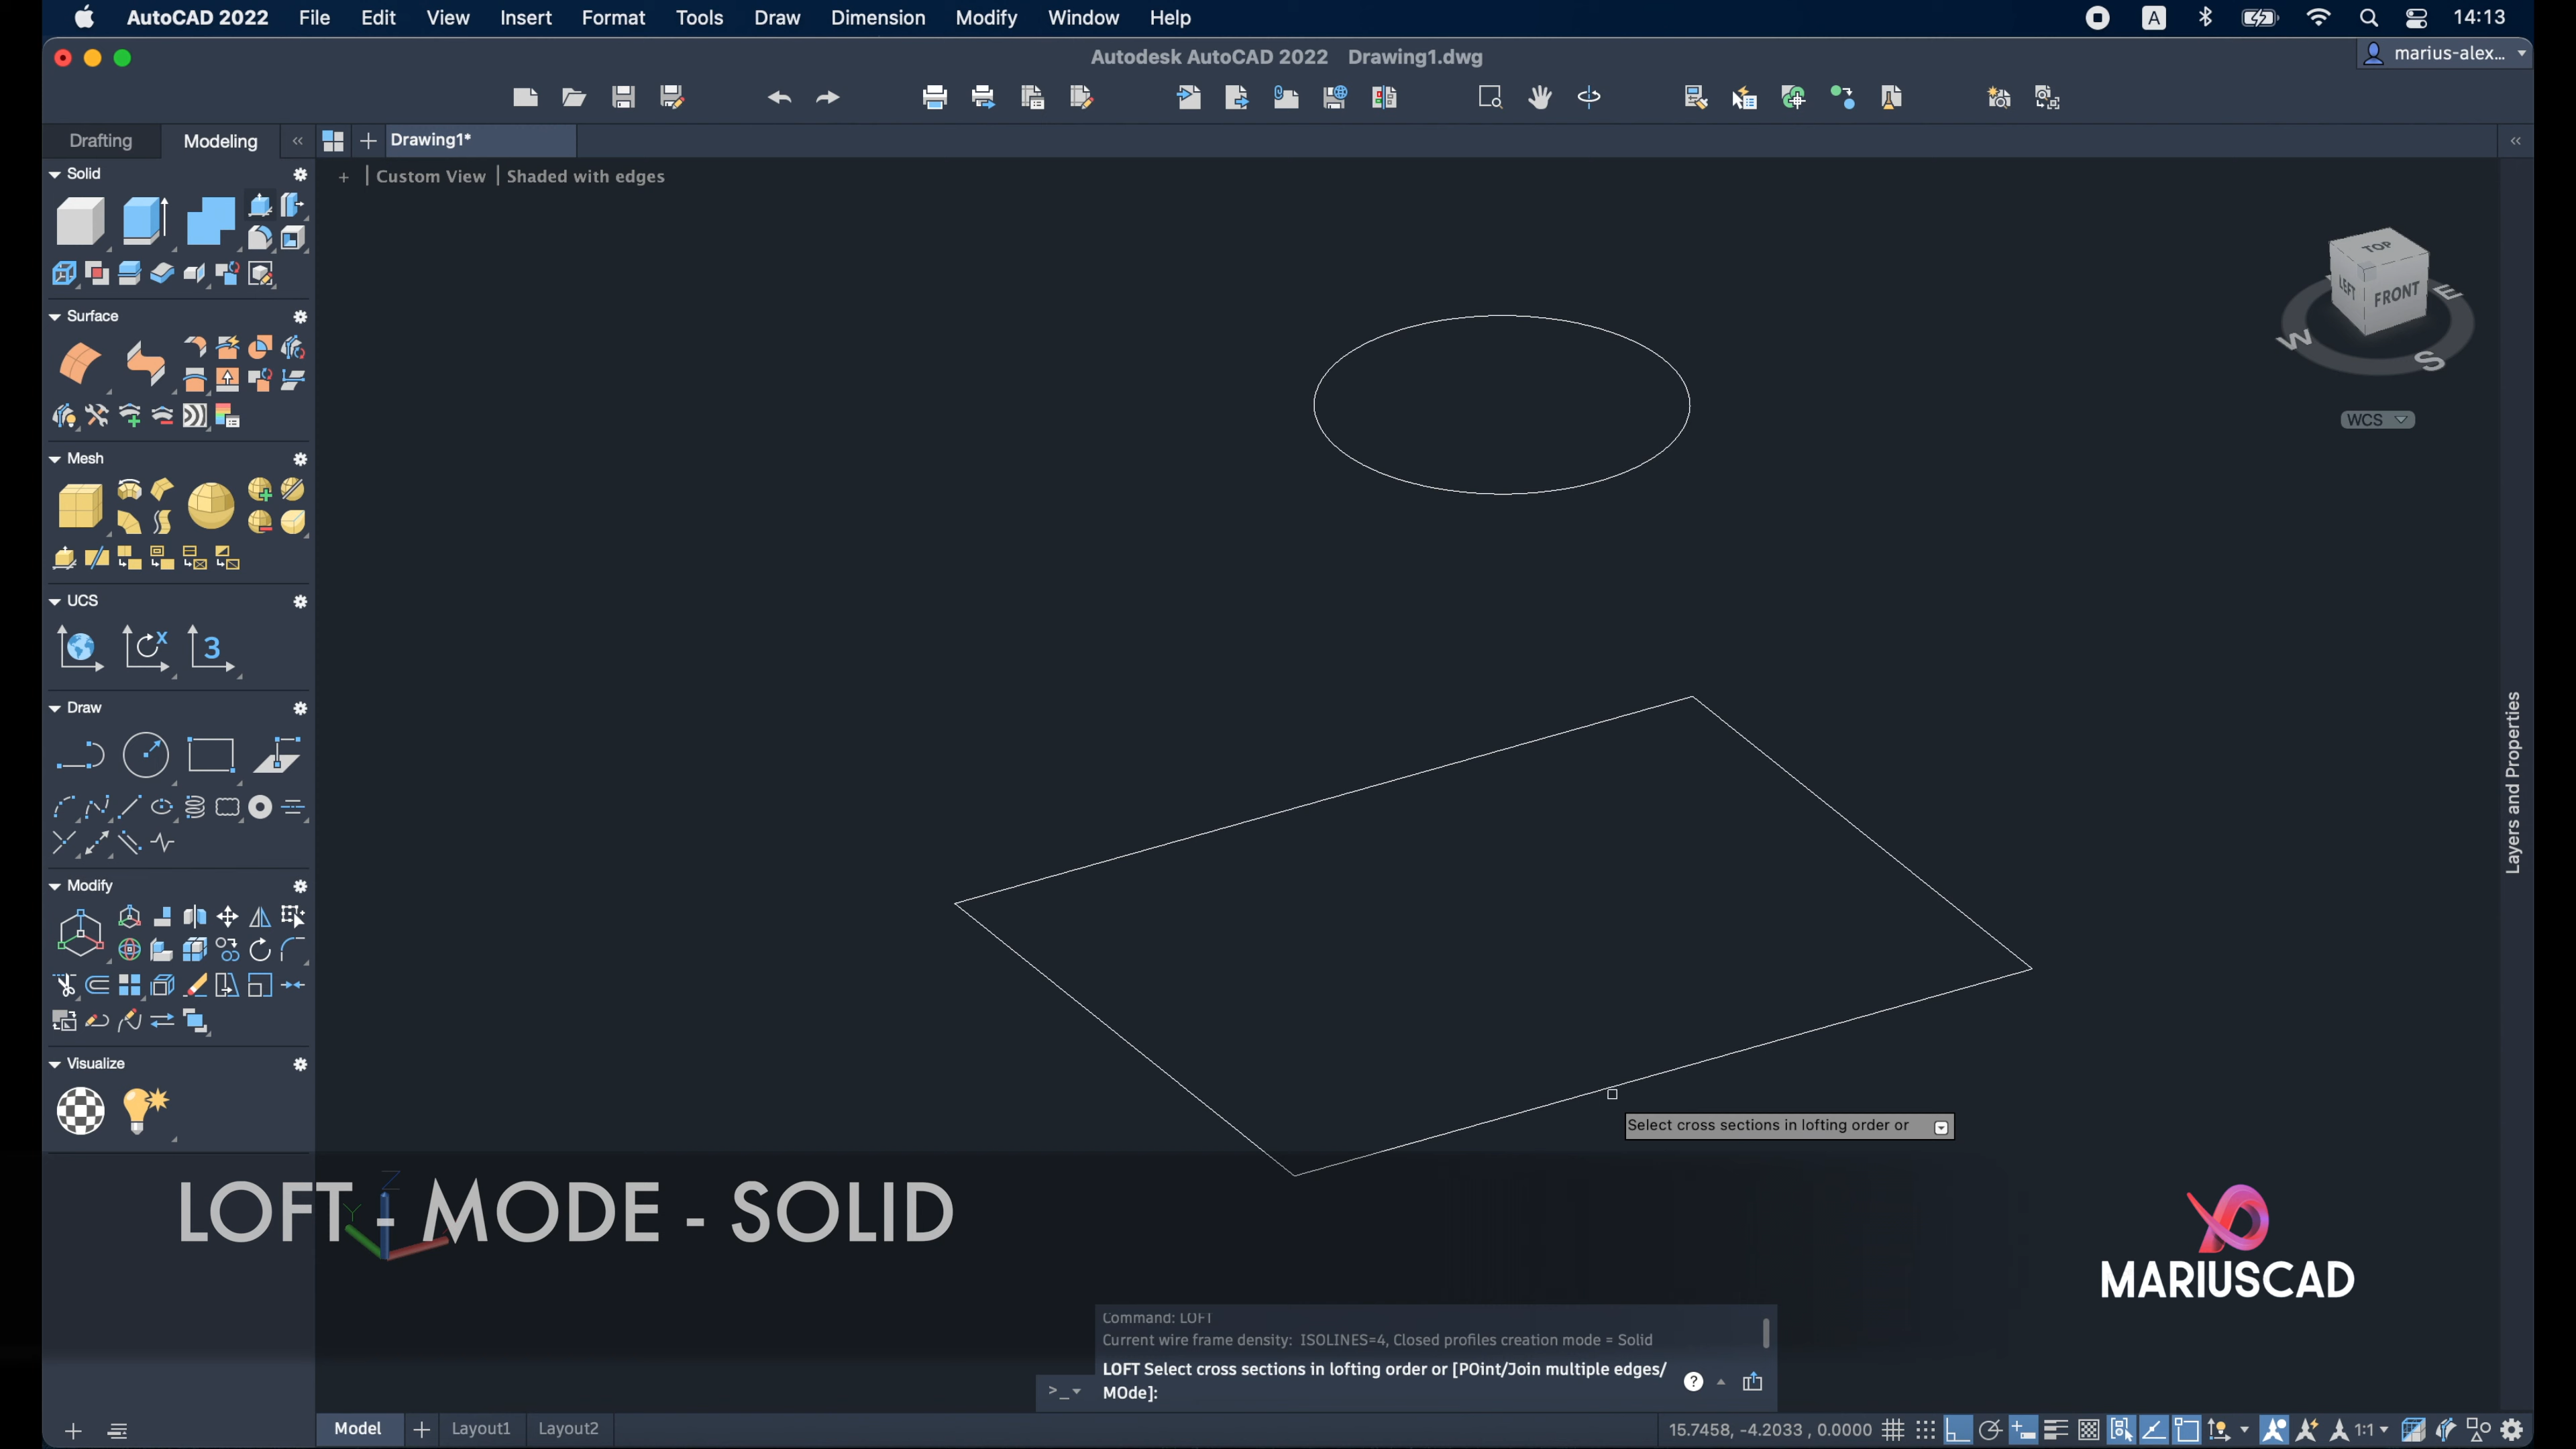 AutoCAD 2022 File Edit View Insert Format Tools Draw Dimension Modify Window Help A 14:13
Autodesk AutoCAD 2022 Drawing1.dwg marius-alex...
Drafting Modeling Drawing1*
+ Custom View Shaded with edges
Solid
Surface
Mesh
UCS
X
3
Draw
Modify
Visualize
TOP
LEFT FRONT
W S E
WCS
Layers and Properties
Select cross sections in lofting order or
Z
Y
LOFT - MODE - SOLID
MARIUSCAD
Command: LOFT
Current wire frame density: ISOLINES=4, Closed profiles creation mode = Solid
LOFT Select cross sections in lofting order or [POint/Join multiple edges/
MOde]:
Model Layout1 Layout2 15.7458, -4.2033 , 0.0000 1:1